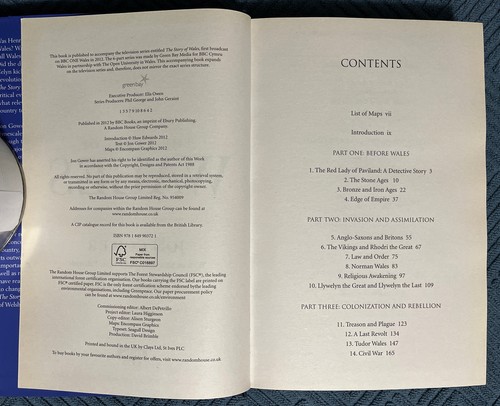 This book is published to accompany the television series entitled The Story of Wales, first broadcast
on BBC ONE Wales in 2012. The 6-part series was made by Green Bay Media for BBC Cymru
Wales in partnership with The Open University in Wales. This accompanying book expands
on the television series and, therefore, does not mirror the exact series structure.
greenbay
Executive Producer: Ella Owen
Series Producers: Phil George and John Geraint
1 3 5 7 9 10 8 6 4 2
Published in 2012 by BBC Books, an imprint of Ebury Publishing.
A Random House Group Company.
Introduction © Huw Edwards 2012
Text © Jon Gower 2012
Maps © Encompass Graphics 2012
Jon Gower has asserted his right to be identified as the author of this Work
in accordance with the Copyright, Designs and Patents Act 1988
All rights reserved. No part of this publication may be reproduced, stored in a retrieval system,
or transmitted in any form or by any means, electronic, mechanical, photocopying,
recording or otherwise, without the prior permission of the copyright owner.
The Random House Group Limited Reg. No. 954009
Addresses for companies within the Random House Group can be found at
www.randomhouse.co.uk
A CIP catalogue record for this book is available from the British Library.
ISBN 978 1 849 90372 1
FSC
MIX
Paper from
responsible sources
FSC® C018897
The Random House Group Limited supports The Forest Stewardship Council (FSC®), the leading
international forest certification organisation. Our books carrying the FSC label are printed on
FSC®-certified paper. FSC is the only forest certification scheme endorsed by the leading
environmental organisations, including Greenpeace. Our paper procurement policy
can be found at www.randomhouse.co.uk/environment
Commissioning editor: Albert DePetrillo
Project editor: Laura Higginson
Copy editor: Alison Sturgeon
Maps: Encompass Graphics
Typeset: Seagull Design
Production: David Brimble
Printed and bound in the UK by Clays Ltd, St Ives PLC
To buy books by your favourite authors and register for offers, visit www.randomhouse.co.uk
CONTENTS
List of Maps vii
Introduction ix
PART ONE: BEFORE WALES
1. The Red Lady of Paviland: A Detective Story 3
2. The Stone Ages 10
3. Bronze and Iron Ages 22
4. Edge of Empire 37
PART TWO: INVASION AND ASSIMILATION
5. Anglo-Saxons and Britons 55
6. The Vikings and Rhodri the Great 67
7. Law and Order 75
8. Norman Wales 83
9. Religious Awakening 97
10. Llywelyn the Great and Llywelyn the Last 109
PART THREE: COLONIZATION AND REBELLION
11. Treason and Plague 123
12. A Last Revolt 134
13. Tudor Wales 147
14. Civil War 165